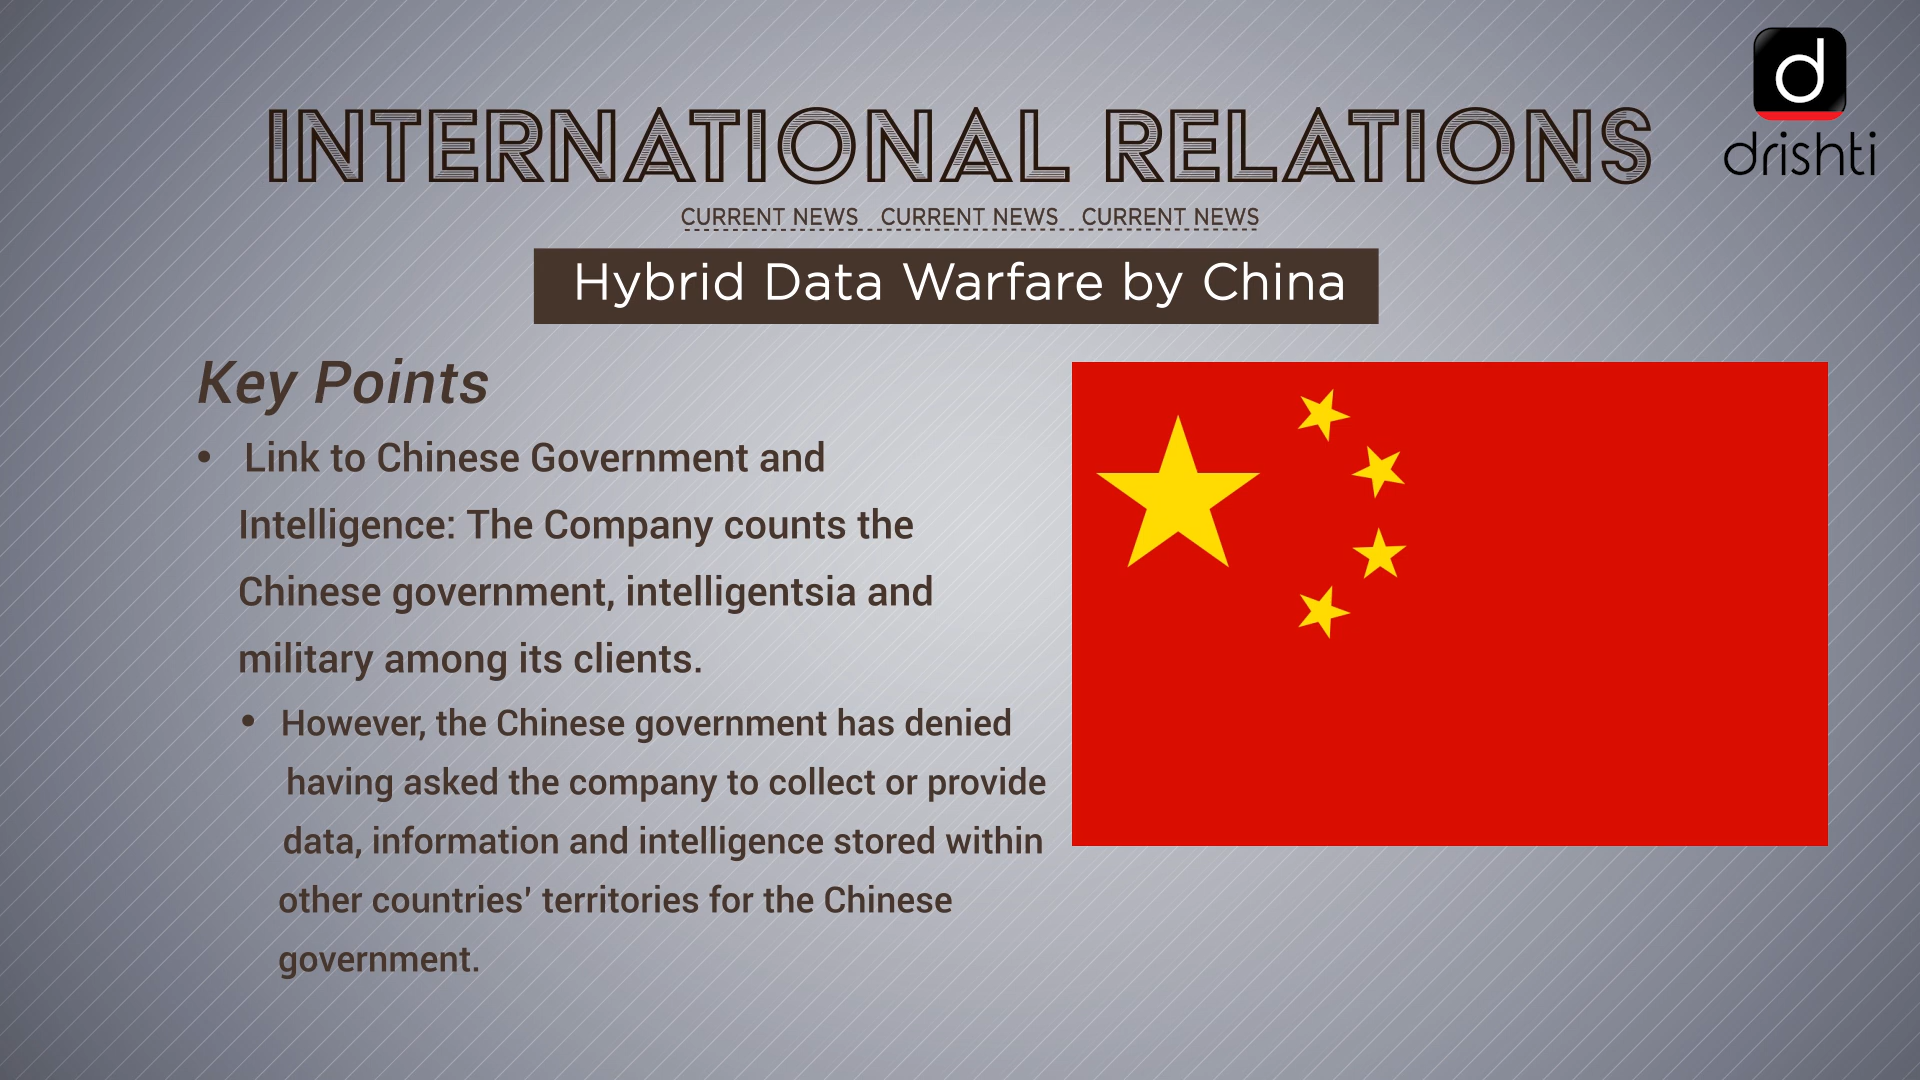 d
drishti
INTERNATIONAL RELATIONS
CURRENT NEWS CURRENT NEWS CURRENT NEWS
Hybrid Data Warfare by China
Key Points
• Link to Chinese Government and
Intelligence: The Company counts the
Chinese government, intelligentsia and
military among its clients.
• However, the Chinese government has denied
having asked the company to collect or provide
data, information and intelligence stored within
other countries' territories for the Chinese
government.